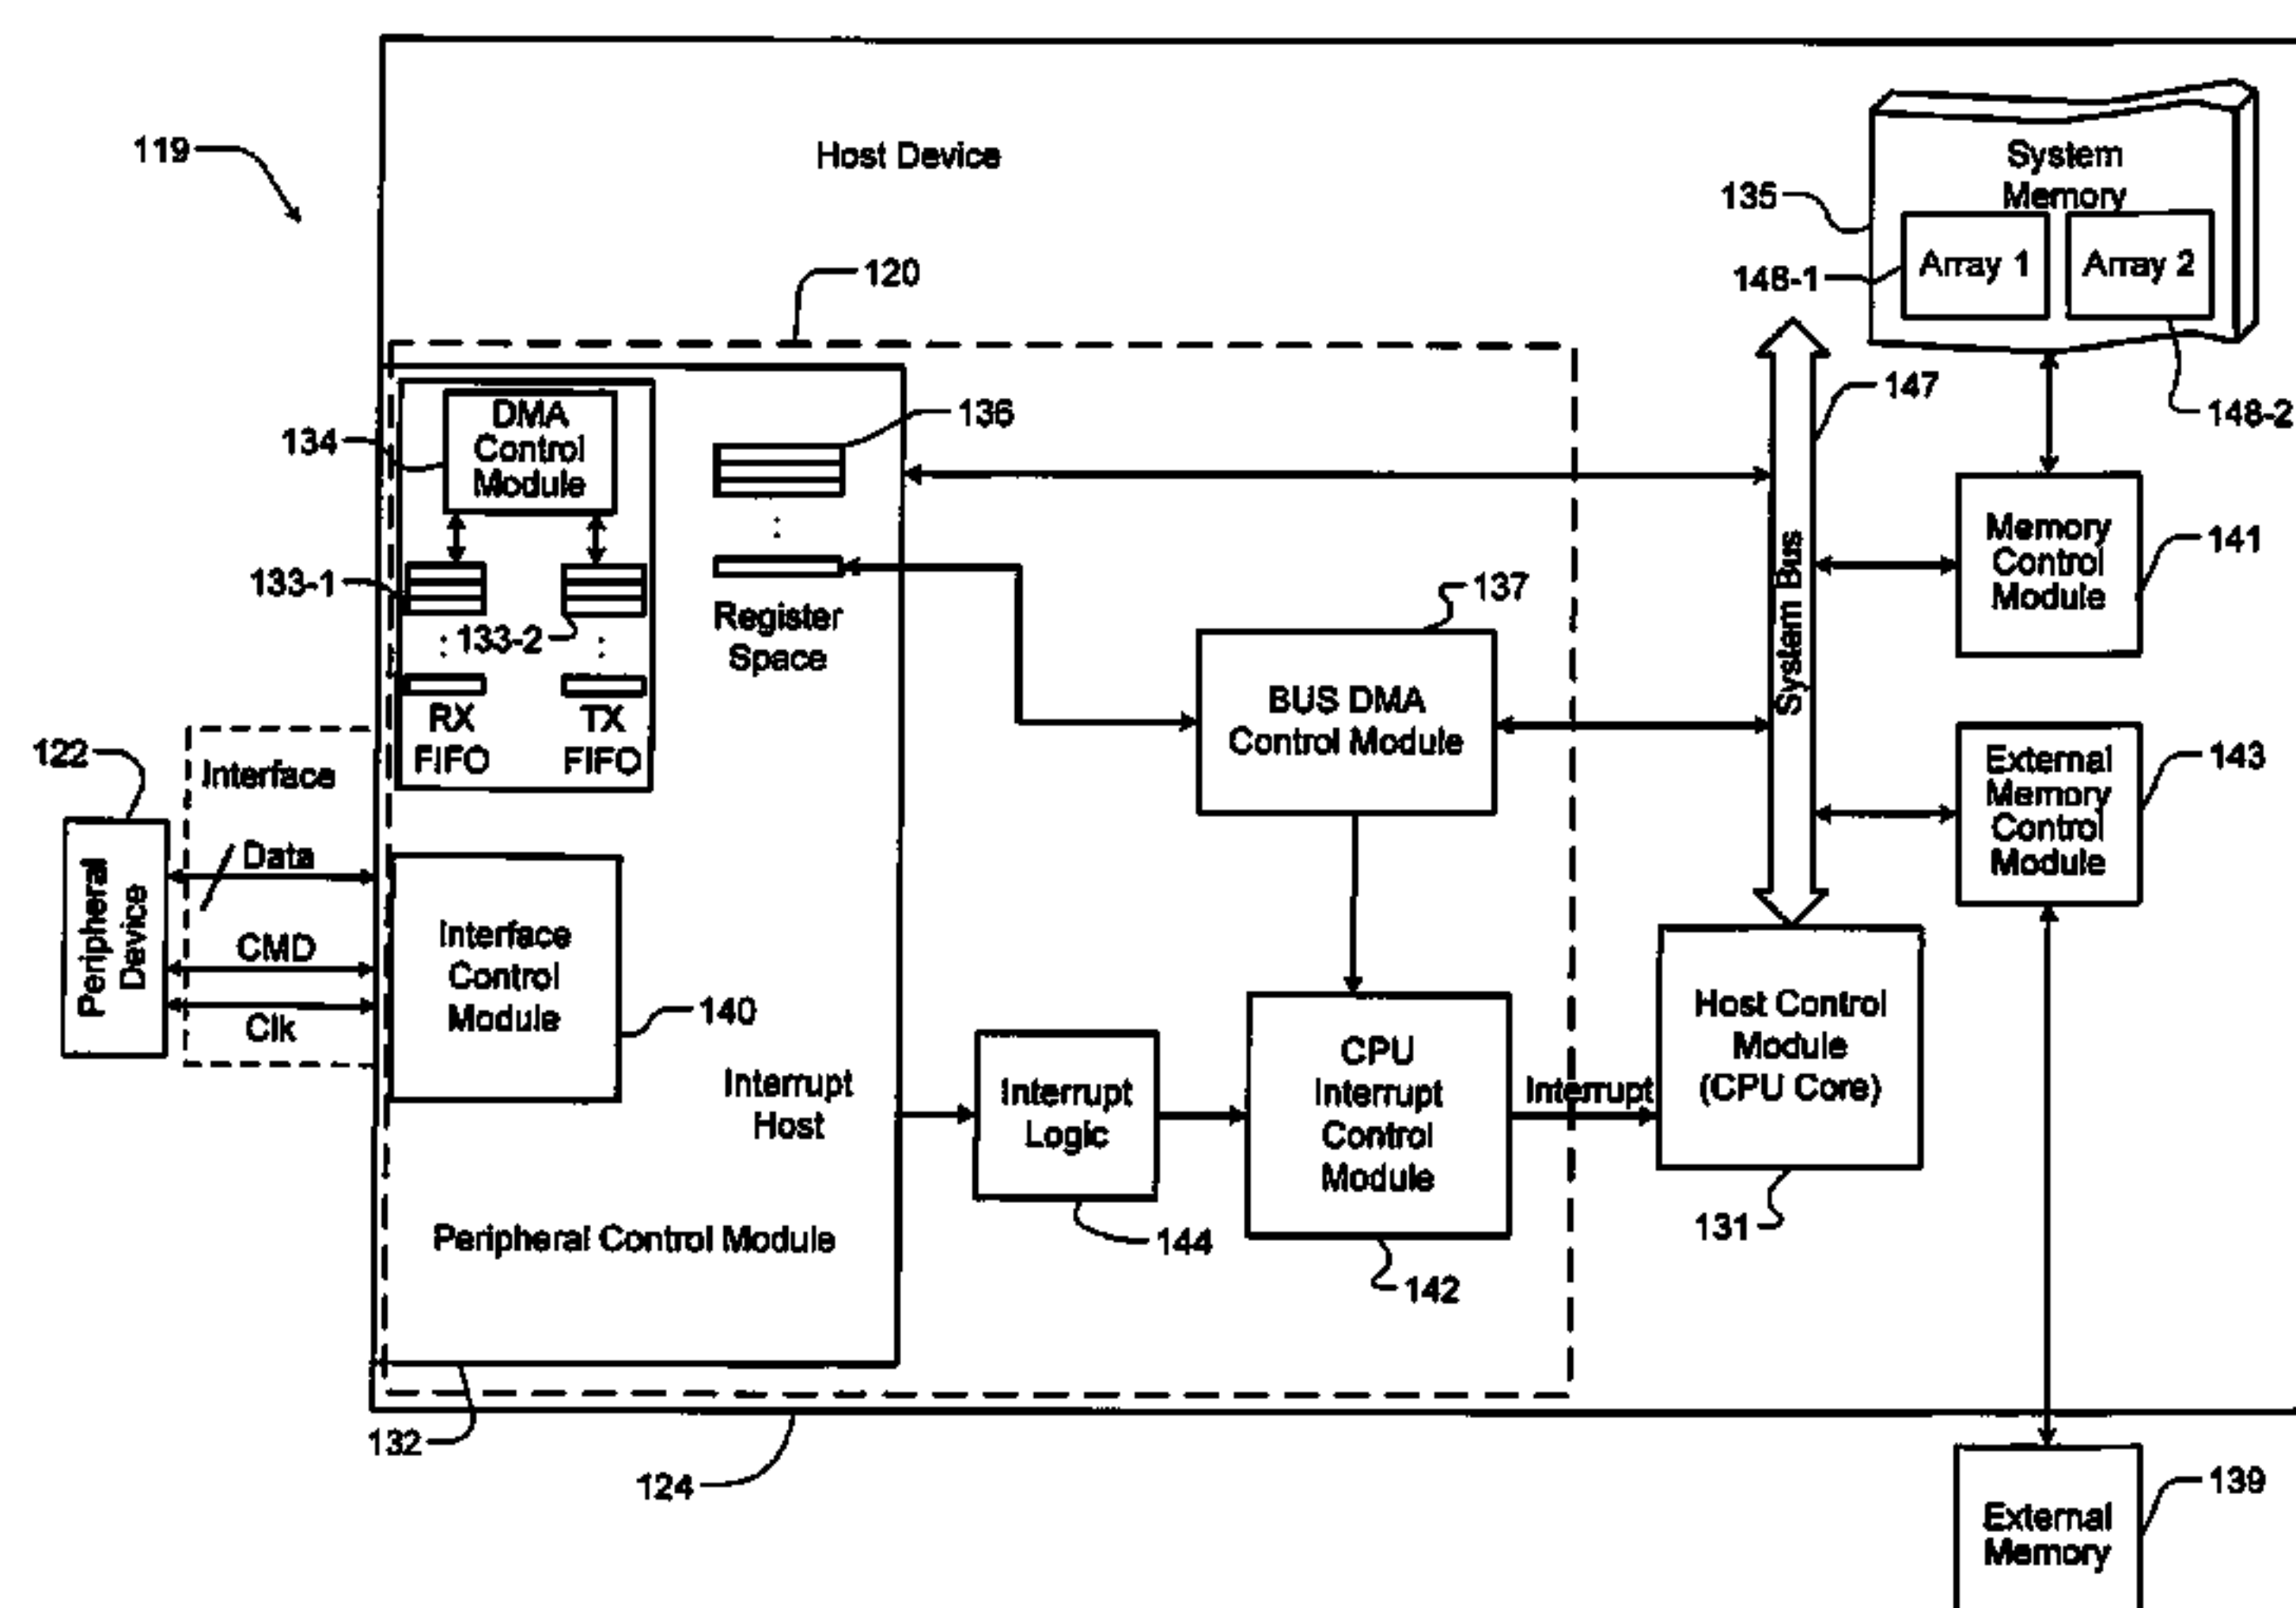 119
Host Device
System
Memory
135
Array 1
Array 2
148-1
148-2
120
147
DMA
Control
Module
134
136
133-1
133-2
Register
Space
RX
FIFO
TX
FIFO
137
BUS DMA
Control Module
System Bus
Memory
Control
Module
141
External
Memory
Control
Module
143
122
Interface
Peripheral
Device
Data
CMD
Clk
Interface
Control
Module
140
Interrupt
Host
Interrupt
Logic
144
CPU
Interrupt
Control
Module
142
Interrupt
Host Control
Module
(CPU Core)
131
Peripheral Control Module
132
124
139
External
Memory